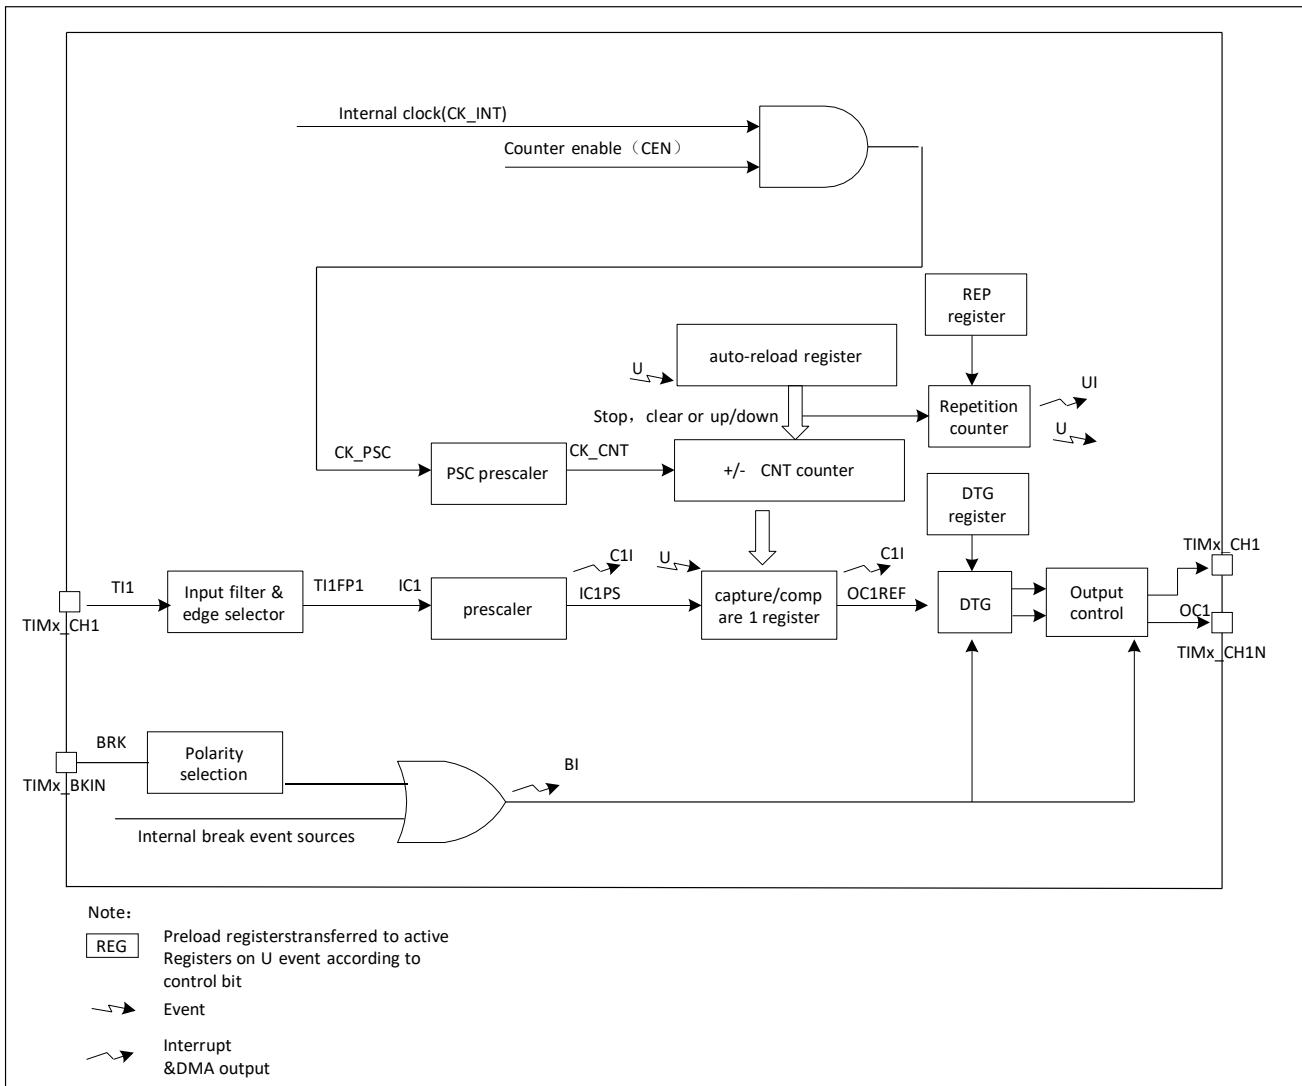 Internal clock(CK_INT)
Counter enable（CEN）
REP
register
auto-reload register
U
UI
Repetition
counter
Stop，clear or up/down
U
CK_PSC
CK_CNT
PSC prescaler
+/- CNT counter
DTG
register
TIMx_CH1
C1I
U
C1I
TI1
Input filter &
edge selector
TI1FP1
IC1
prescaler
IC1PS
capture/comp
are 1 register
OC1REF
DTG
Output
control
OC1
TIMx_CH1
TIMx_CH1N
BRK
Polarity
selection
BI
TIMx_BKIN
Internal break event sources
Note：
REG
Preload registerstransferred to active
Registers on U event according to
control bit
Event
Interrupt
&DMA output